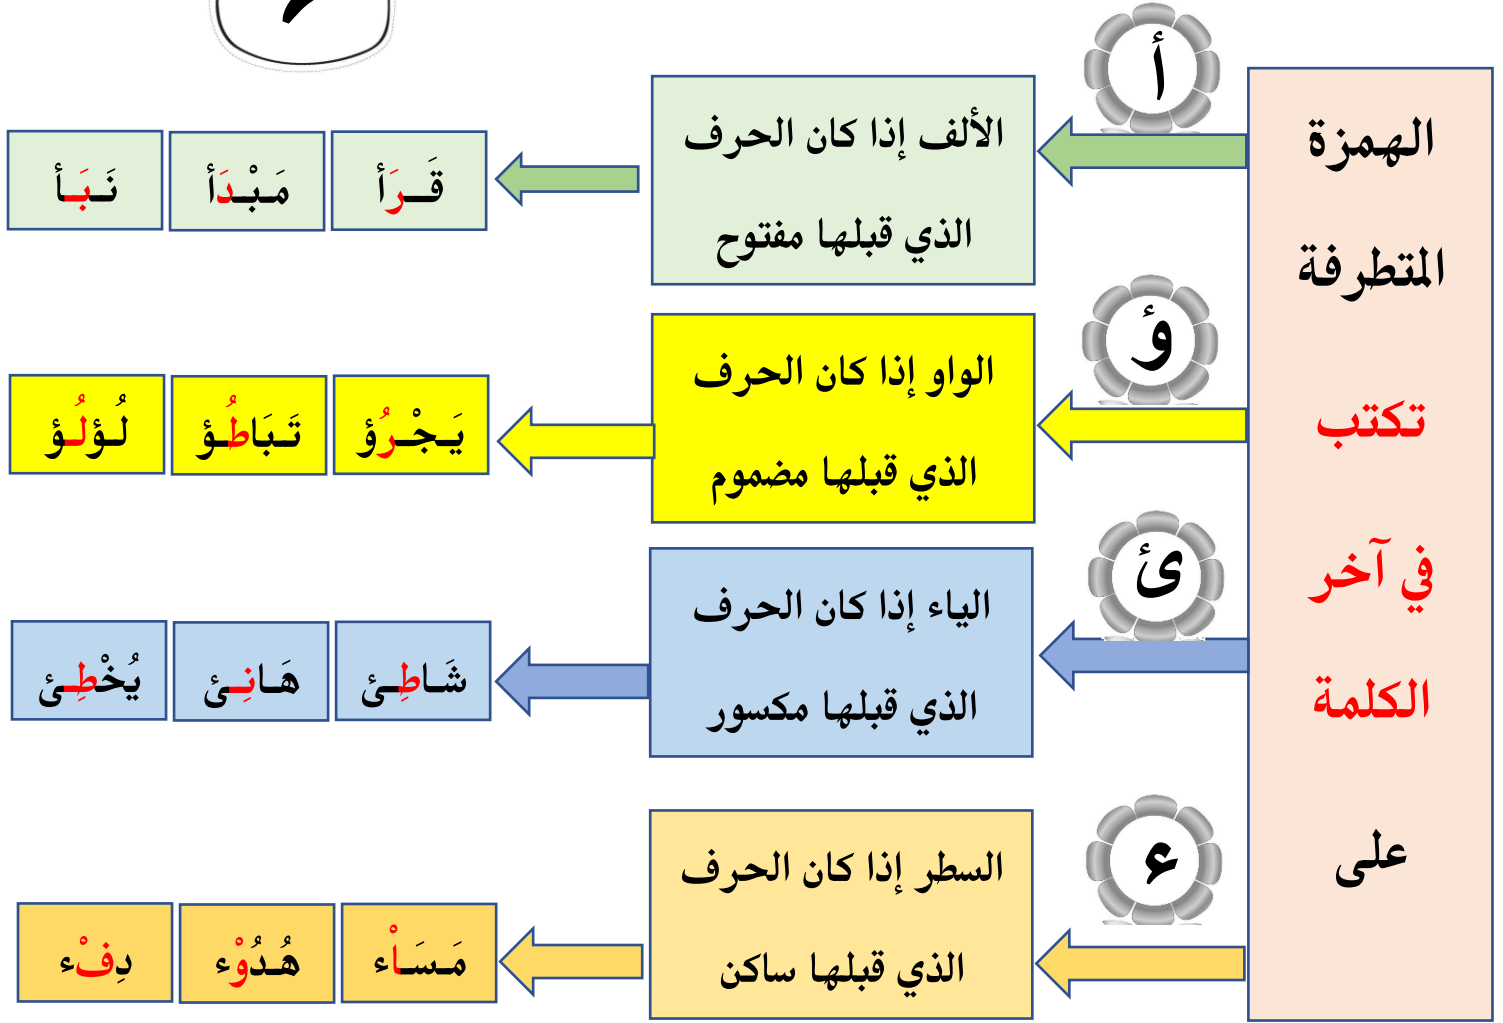 الهمزة
المتطرفة
تكتب
في آخر
الكلمة
على
أ
الألف إذا كان الحرف
الذي قبلها مفتوح
قَـرَأ
مَـبْـدَأ
نَـبَـأ
ؤ
الواو إذا كان الحرف
الذي قبلها مضموم
يَـجْـرُؤ
تَـبَاطُـؤ
لُـؤلُـؤ
ئ
الياء إذا كان الحرف
الذي قبلها مكسور
شَـاطِـئ
هَـانِـئ
يُخْـطِـئ
ء
السطر إذا كان الحرف
الذي قبلها ساكن
مَـسَـاْء
هُـدُوْء
دِفْء